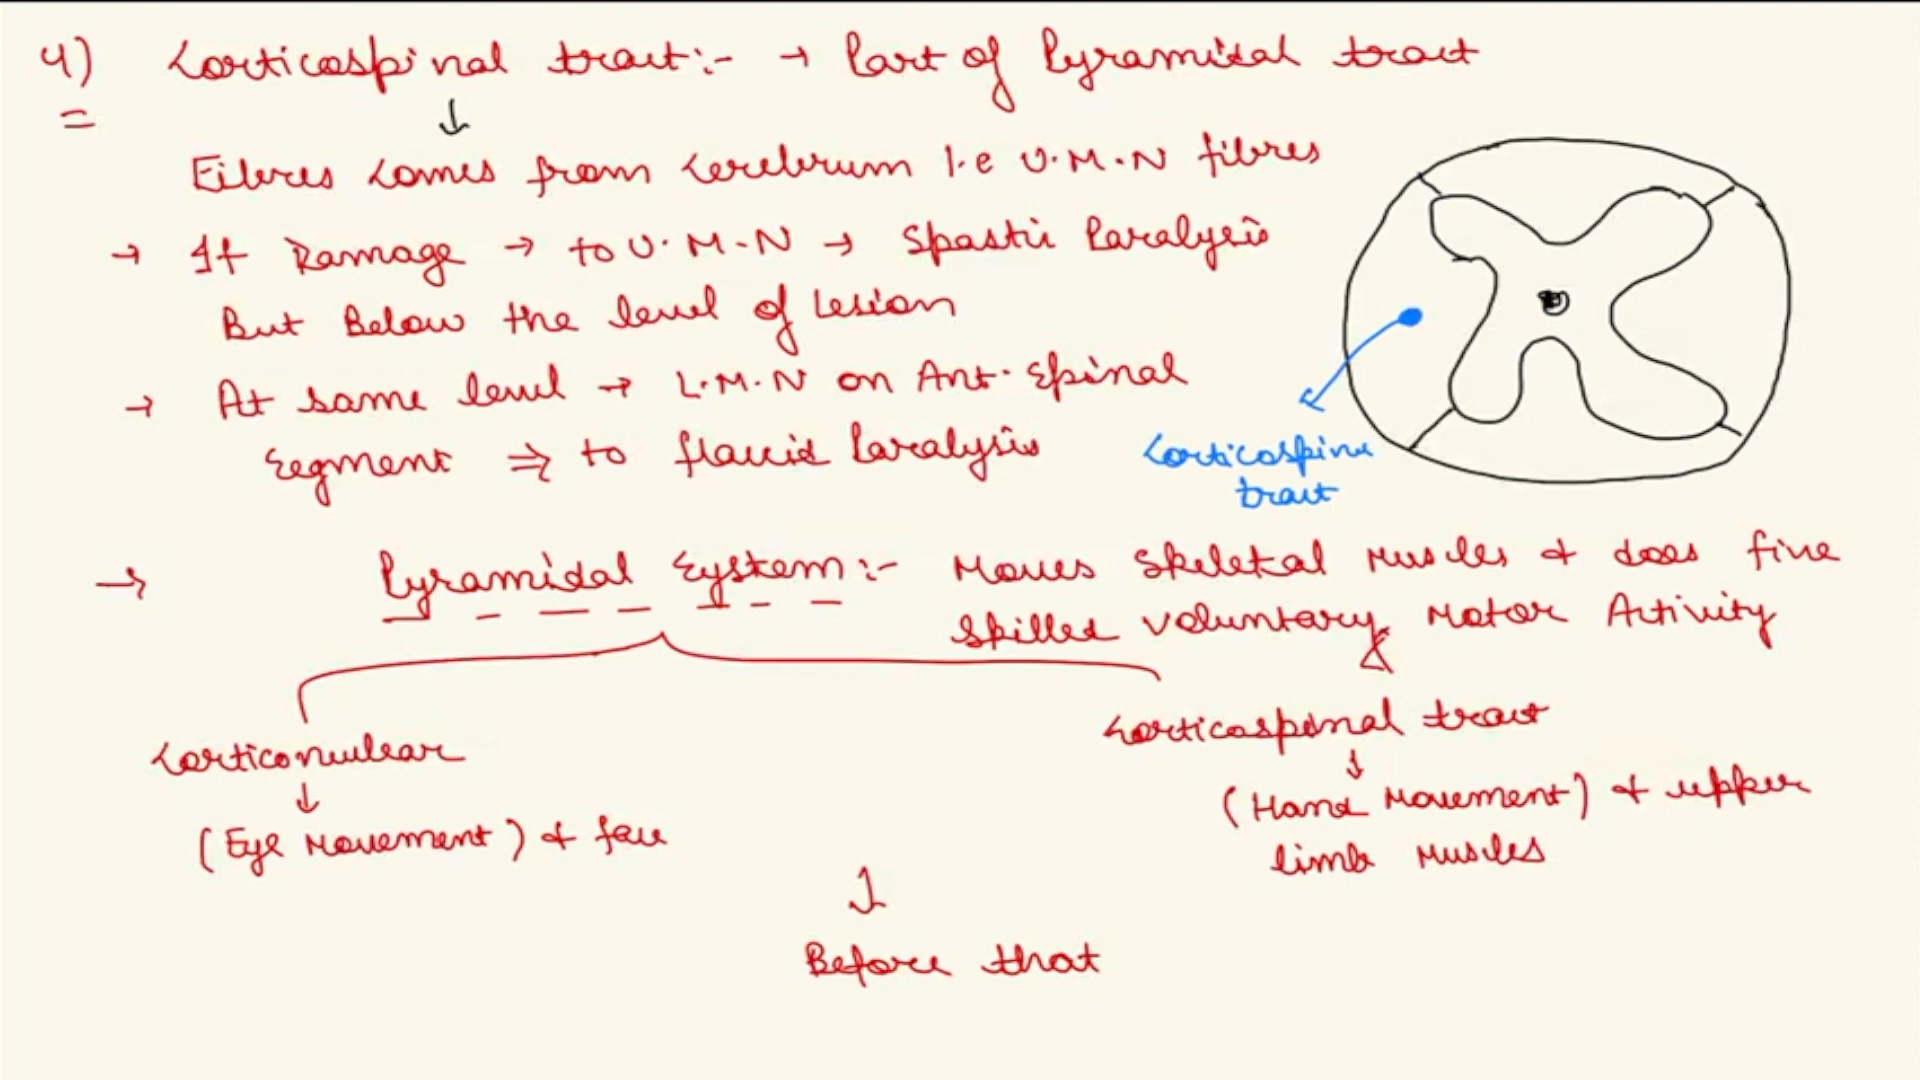 4) Corticospinal tract:- → Part of Pyramidal tract
↓
Fibres comes from cerebrum i.e U.M.N fibres
→ If Damage → to U.M.N → Spastic Paralysis
But Below the level of Lesion
→ At same level → L.M.N on Ant. Spinal
segment ⇒ to flaccid Paralysis
Corticospine
tract
→ Pyramidal System:- Moves Skeletal Muscles & does fine
skilled voluntary Motor Activity
Corticonuclear
Corticospinal tract
↓
↓
(Eye Movement) & face
(Hand Movement) & upper
limb Muscles
↓
Before that